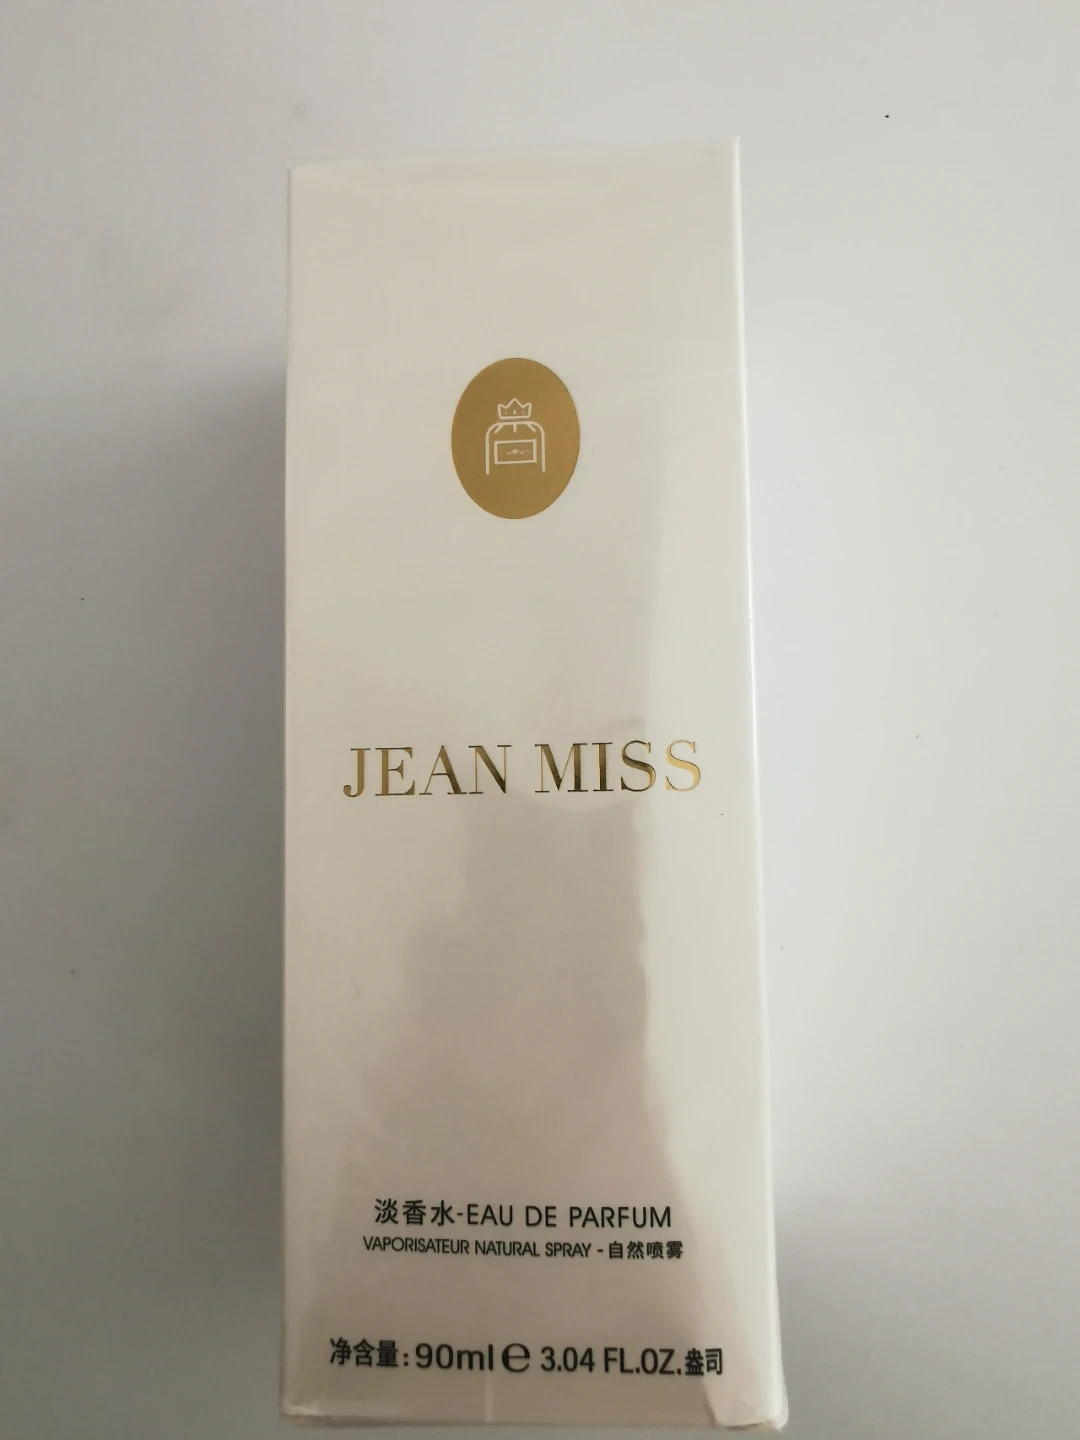 JEAN MISS
淡香水-EAU DE PARFUM
VAPORISATEUR NATURAL SPRAY - 自然喷雾
净含量: 90ml ℮ 3.04 FL.OZ.盎司